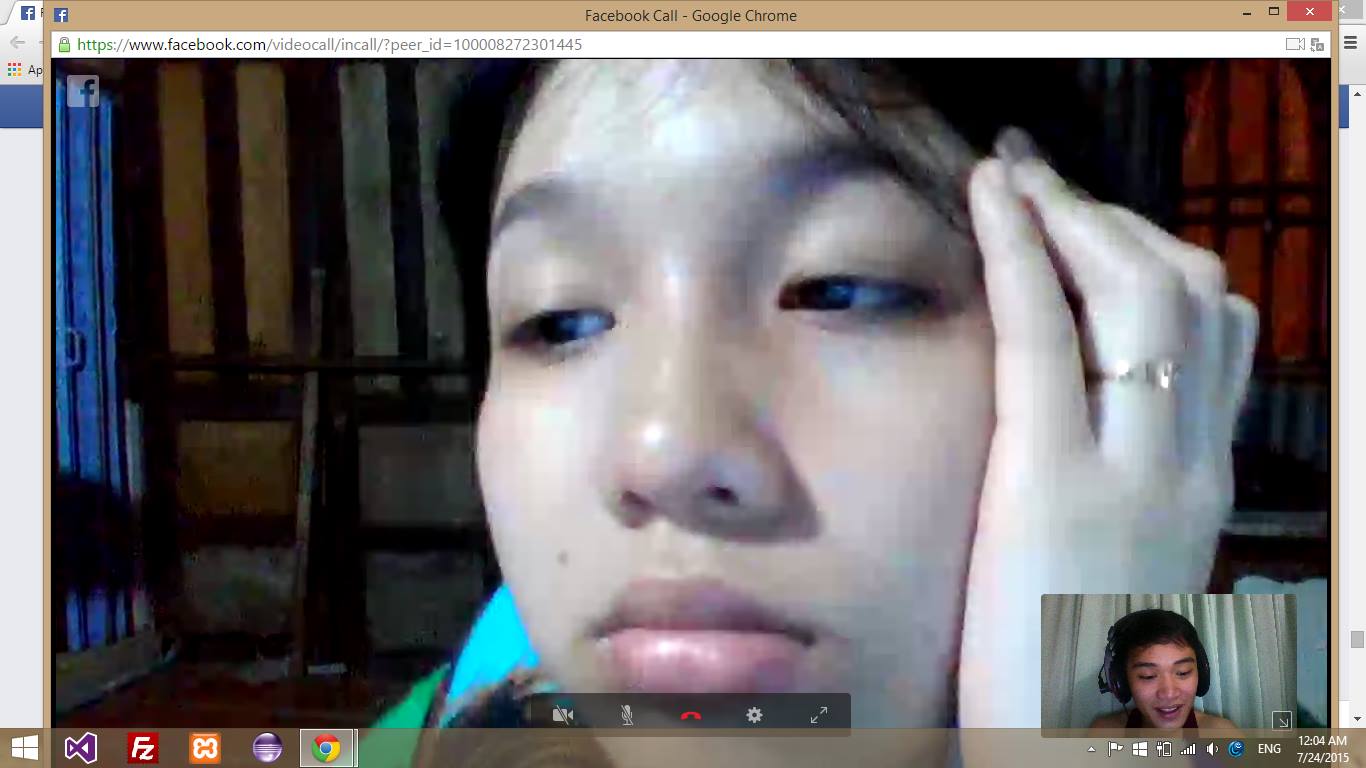 Facebook Call - Google Chrome
https://www.facebook.com/videocall/incall/?peer_id=100008272301445
Ap
f
Fz
ENG
12:04 AM
7/24/2015